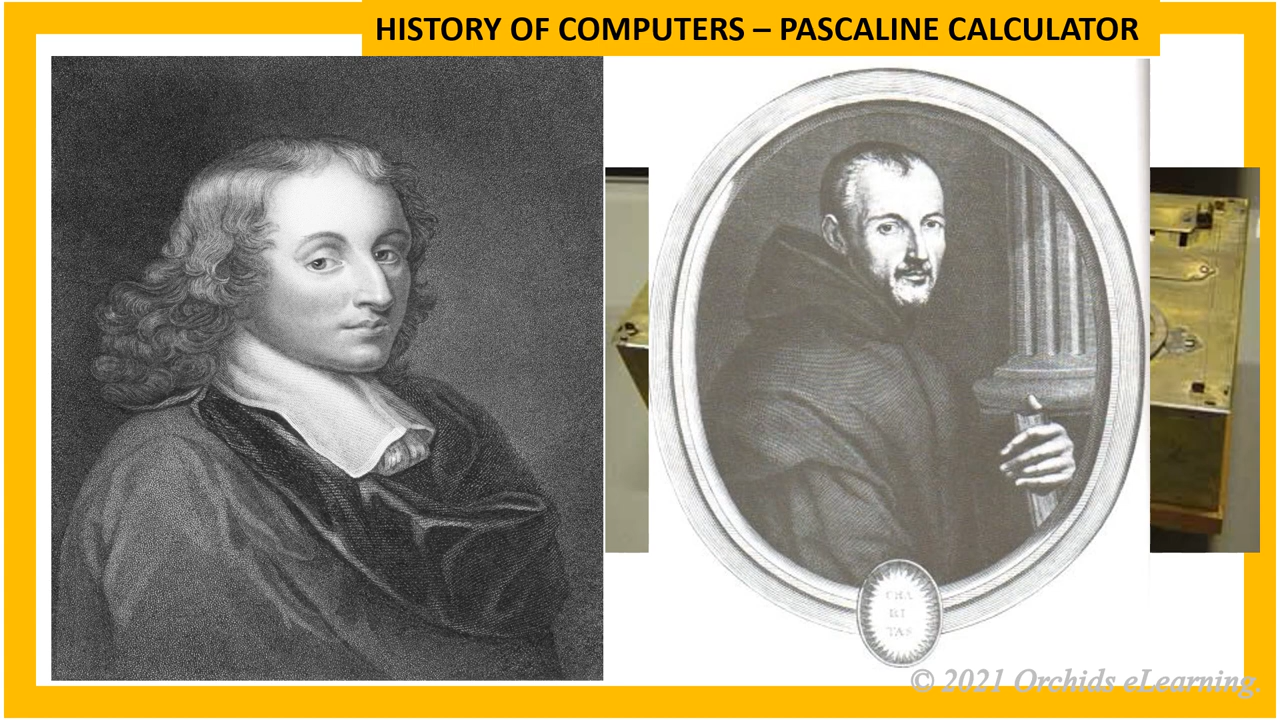 HISTORY OF COMPUTERS – PASCALINE CALCULATOR
CHA
RI
TAS
© 2021 Orchids eLearning.